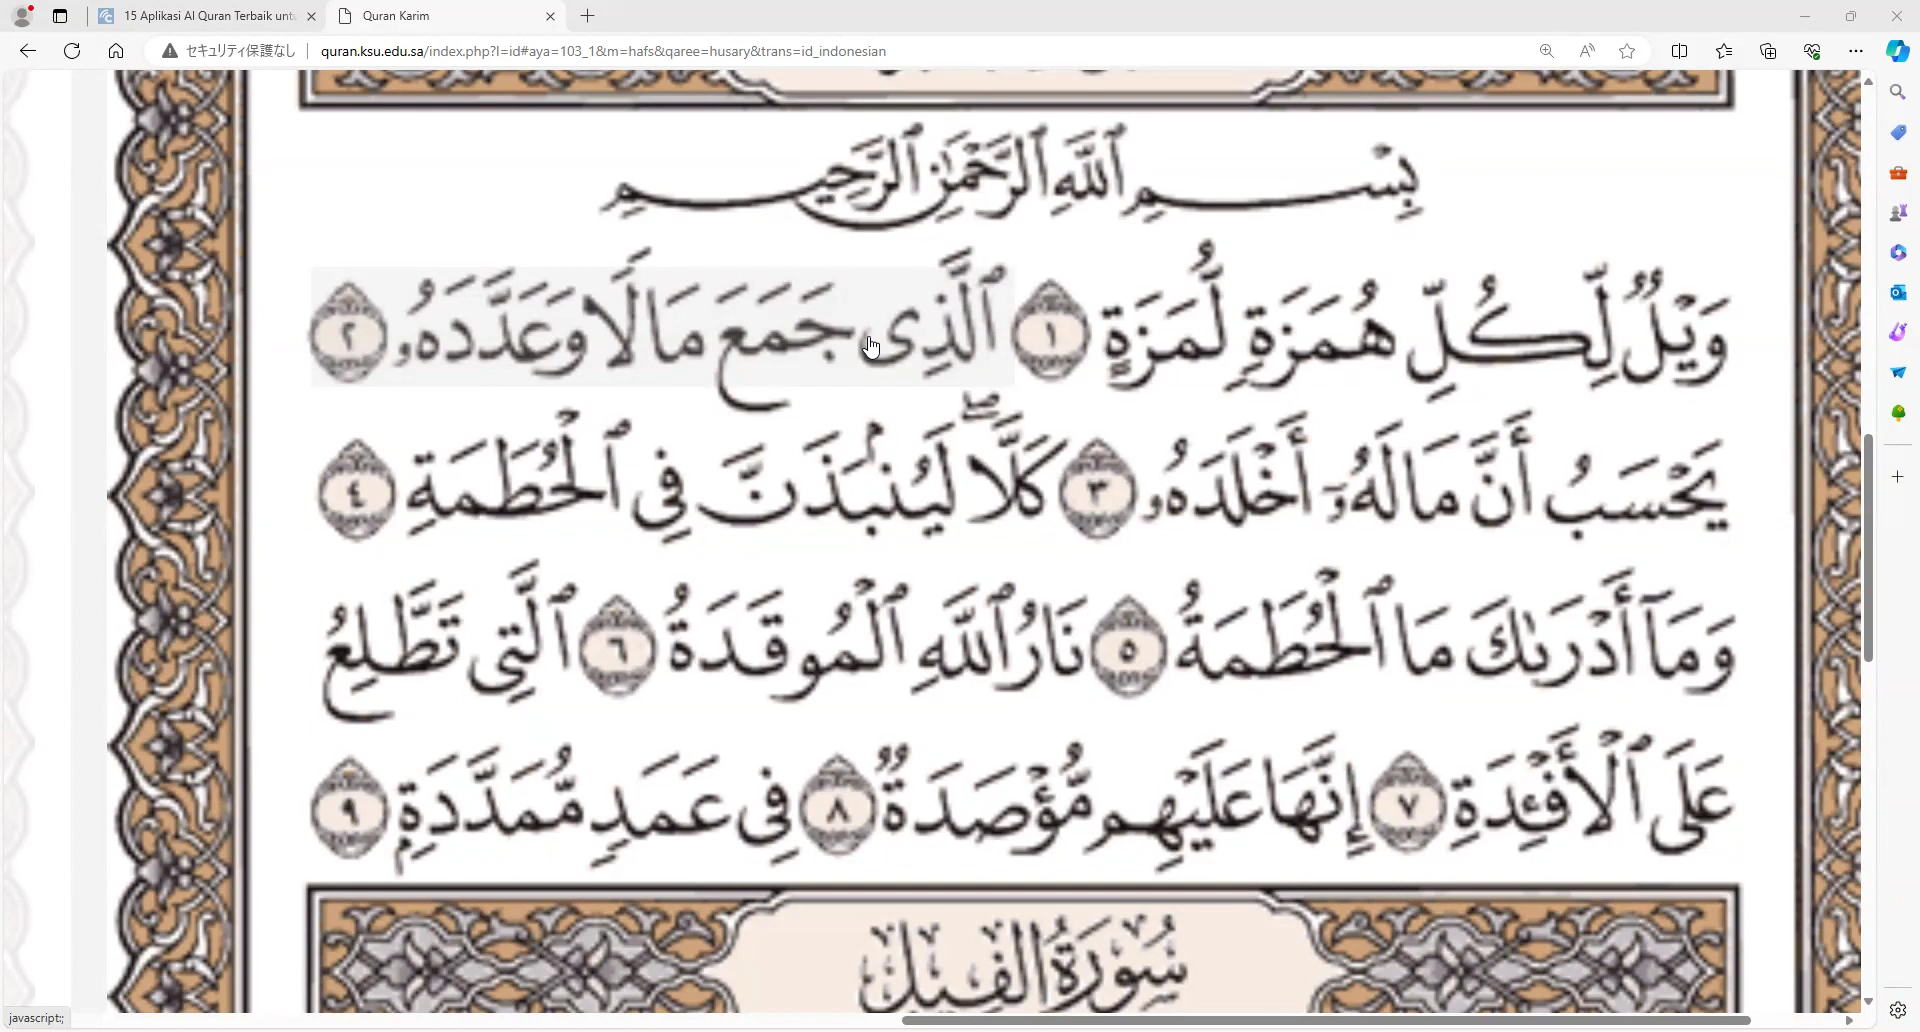 15 Aplikasi Al Quran Terbaik unt
Quran Karim
セキュリティ保護なし
quran.ksu.edu.sa/index.php?l=id#aya=103_1&m=hafs&qaree=husary&trans=id_indonesian
بِسْمِ ٱللَّهِ ٱلرَّحْمَٰنِ ٱلرَّحِيمِ
وَيْلٌ لِّكُلِّ هُمَزَةٍ لُّمَزَةٍ ١ ٱلَّذِى جَمَعَ مَالًا وَعَدَّدَهُۥ ٢
يَحْسَبُ أَنَّ مَالَهُۥٓ أَخْلَدَهُۥ ٣ كَلَّا ۖ لَيُنۢبَذَنَّ فِى ٱلْحُطَمَةِ ٤
وَمَآ أَدْرَىٰكَ مَا ٱلْحُطَمَةُ ٥ نَارُ ٱللَّهِ ٱلْمُوقَدَةُ ٦ ٱلَّتِى تَطَّلِعُ
عَلَى ٱلْأَفْـِٔدَةِ ٧ إِنَّهَا عَلَيْهِم مُّؤْصَدَةٌ ٨ فِى عَمَدٍ مُّمَدَّدَةٍۭ ٩
سُورَةُ الفِيلِ
javascript:;